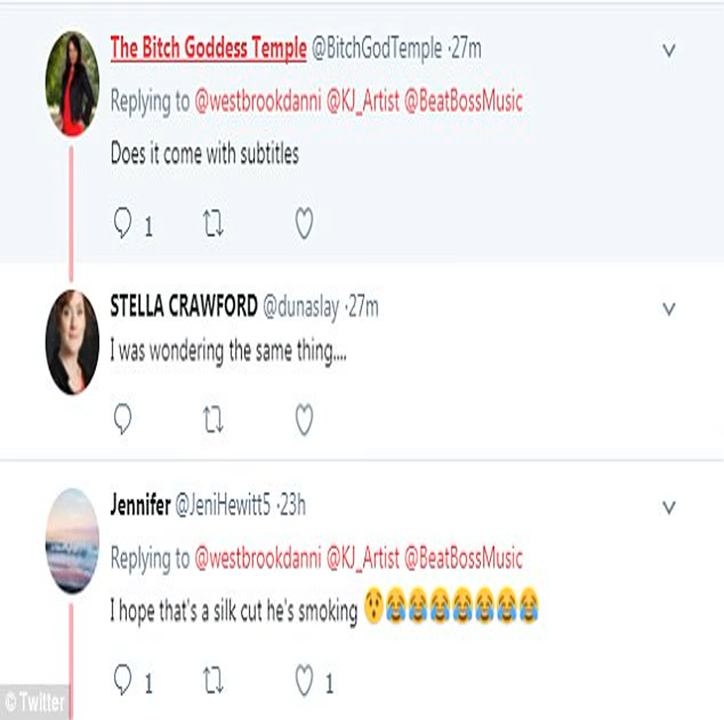 The Bitch Goddess Temple @BitchGodTemple ·27m
Replying to @westbrookdanni @KJ_Artist @BeatBossMusic
Does it come with subtitles
1
STELLA CRAWFORD @dunaslay ·27m
I was wondering the same thing....
Jennifer @JeniHewitt5 ·23h
Replying to @westbrookdanni @KJ_Artist @BeatBossMusic
I hope that's a silk cut he's smoking 😯😂😂😂😂😂😂😂
1 1
© Twitter